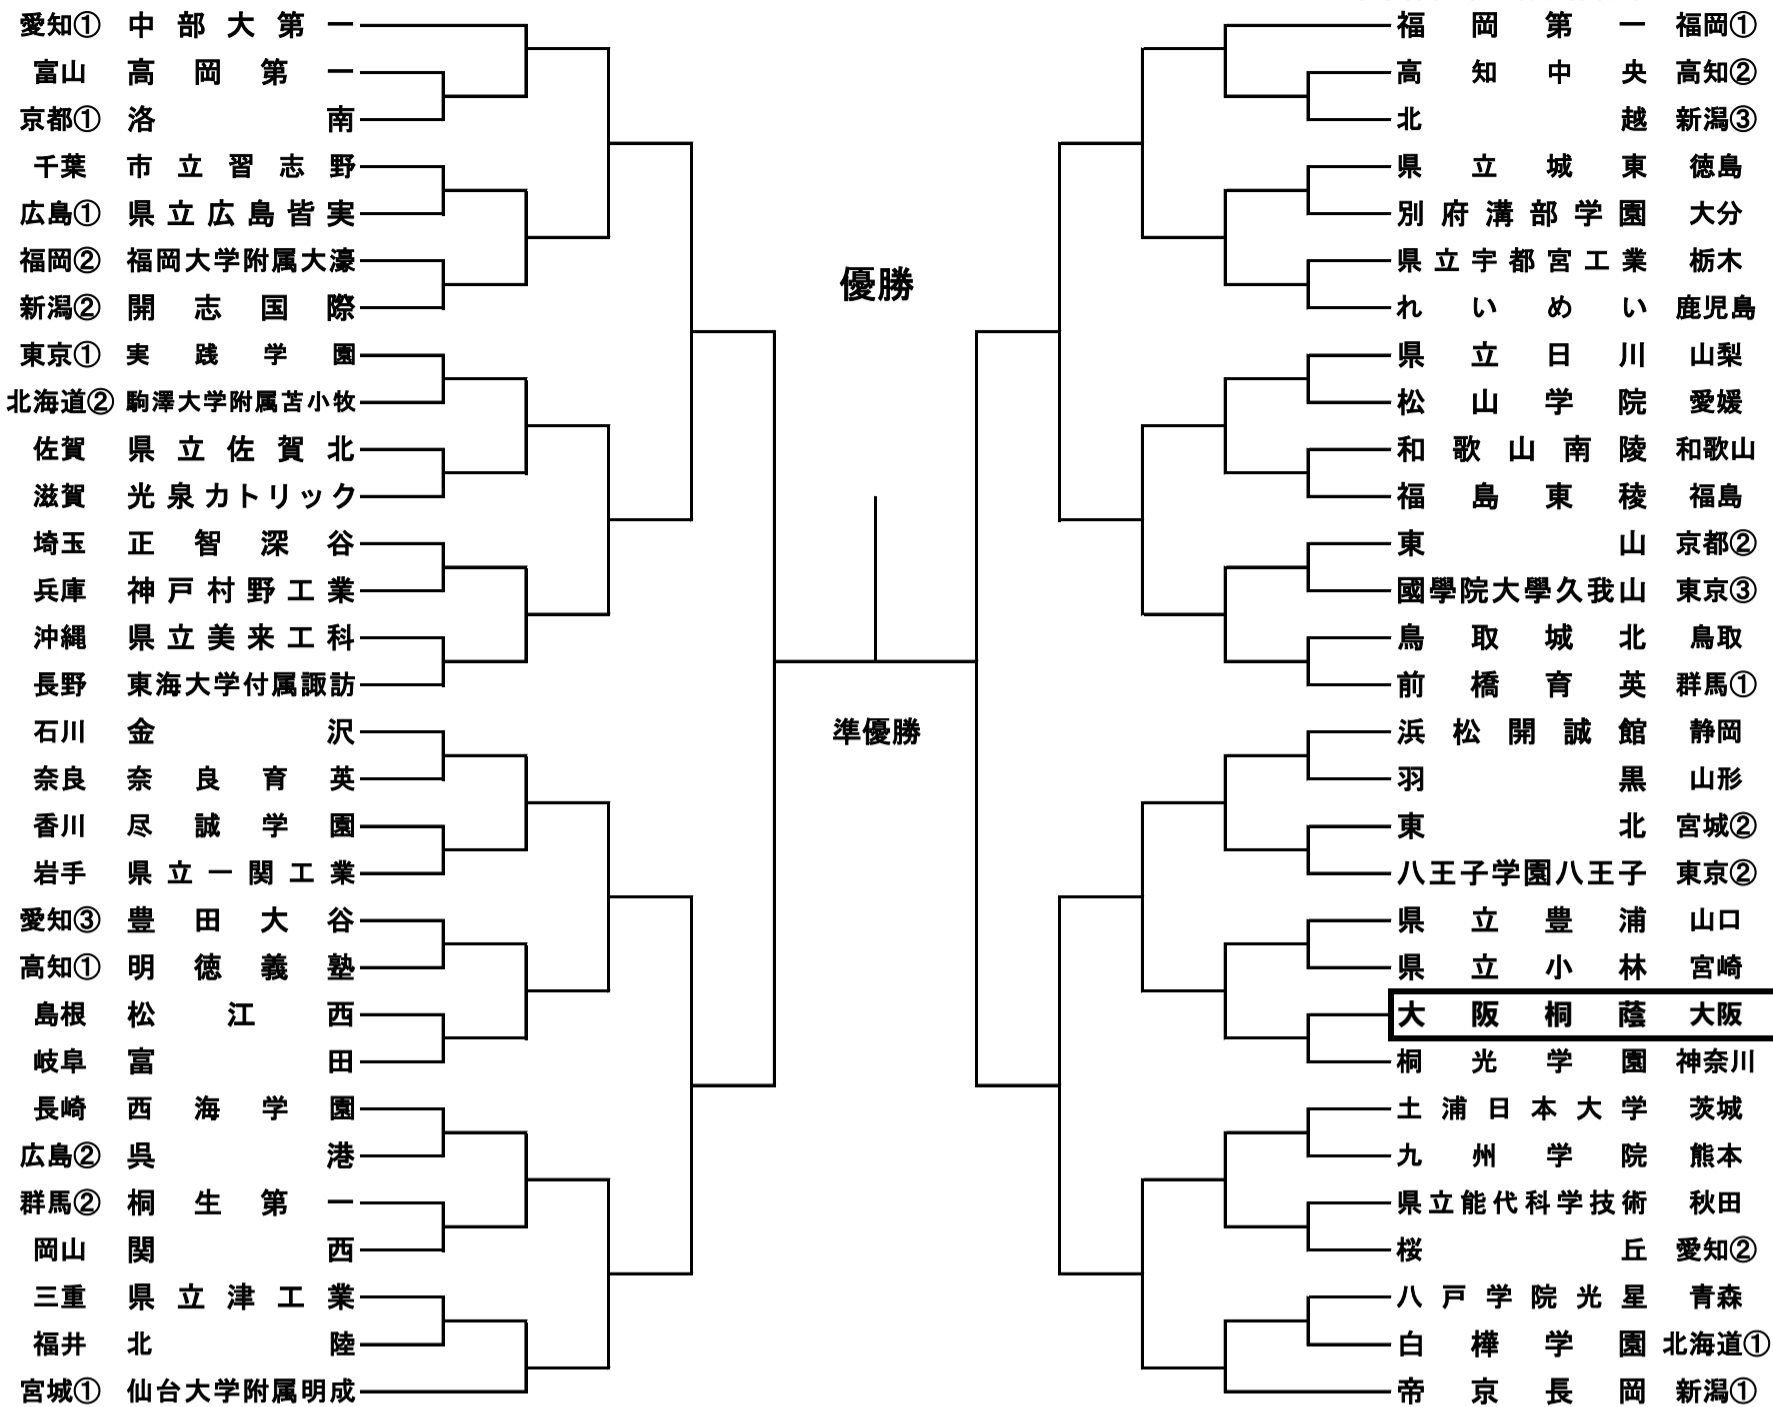 愛知① 中部大第一
富山 高岡第一
京都① 洛南
千葉 市立習志野
広島① 県立広島皆実
福岡② 福岡大学附属大濠
新潟② 開志国際
東京① 実践学園
北海道② 駒澤大学附属苫小牧
佐賀 県立佐賀北
滋賀 光泉カトリック
埼玉 正智深谷
兵庫 神戸村野工業
沖縄 県立美来工科
長野 東海大学付属諏訪
石川 金沢
奈良 奈良育英
香川 尽誠学園
岩手 県立一関工業
愛知③ 豊田大谷
高知① 明徳義塾
島根 松江西
岐阜 富田
長崎 西海学園
広島② 呉港
群馬② 桐生第一
岡山 関西
三重 県立津工業
福井 北陸
宮城① 仙台大学附属明成
優勝
準優勝
福岡第一 福岡①
高知中央 高知②
北越 新潟③
県立城東 徳島
別府溝部学園 大分
県立宇都宮工業 栃木
れいめい 鹿児島
県立日川 山梨
松山学院 愛媛
和歌山南陵 和歌山
福島東稜 福島
東山 京都②
國學院大學久我山 東京③
鳥取城北 鳥取
前橋育英 群馬①
浜松開誠館 静岡
羽黒 山形
東北 宮城②
八王子学園八王子 東京②
県立豊浦 山口
県立小林 宮崎
大阪桐蔭 大阪
桐光学園 神奈川
土浦日本大学 茨城
九州学院 熊本
県立能代科学技術 秋田
桜丘 愛知②
八戸学院光星 青森
白樺学園 北海道①
帝京長岡 新潟①